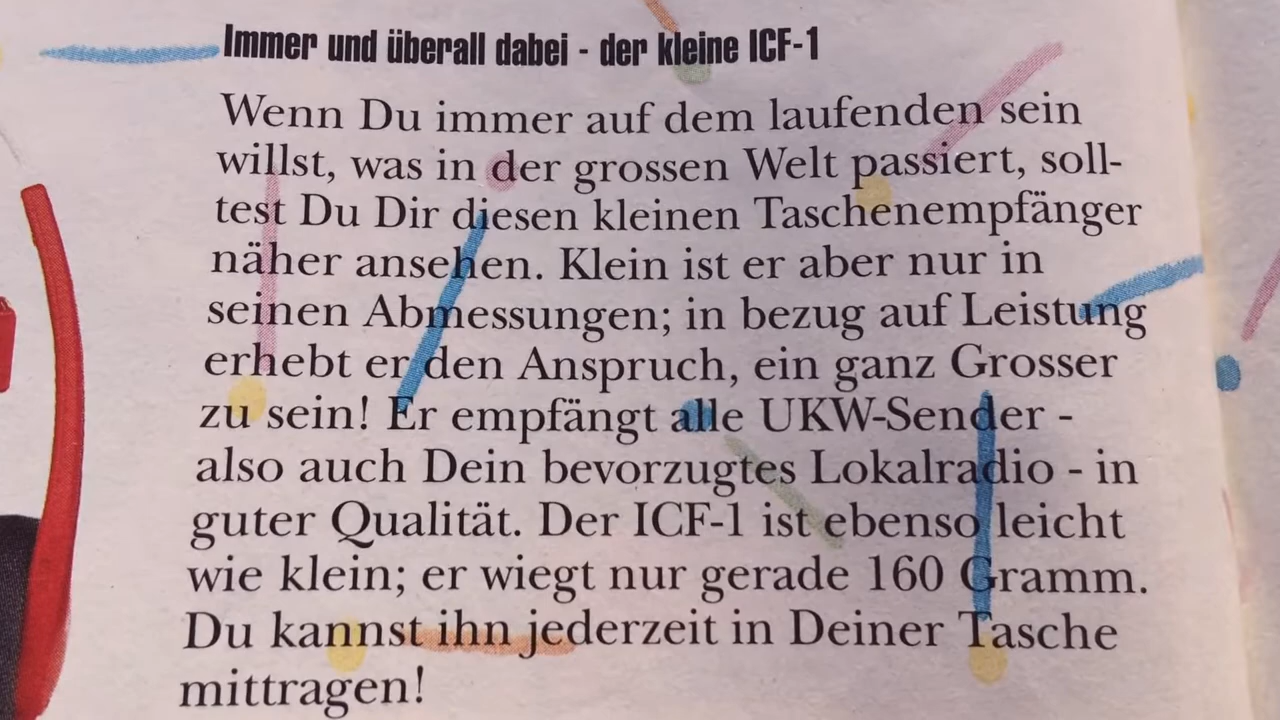 Immer und überall dabei - der kleine ICF-1
Wenn Du immer auf dem laufenden sein
willst, was in der grossen Welt passiert, soll-
test Du Dir diesen kleinen Taschenempfänger
näher ansehen. Klein ist er aber nur in
seinen Abmessungen; in bezug auf Leistung
erhebt er den Anspruch, ein ganz Grosser
zu sein! Er empfängt alle UKW-Sender -
also auch Dein bevorzugtes Lokalradio - in
guter Qualität. Der ICF-1 ist ebenso leicht
wie klein; er wiegt nur gerade 160 Gramm.
Du kannst ihn jederzeit in Deiner Tasche
mittragen!